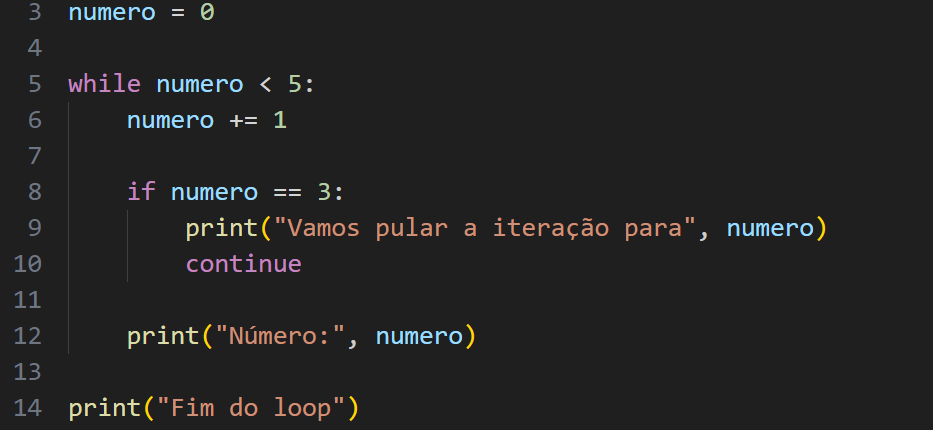 3 numero = 0
4
5 while numero < 5:
6     numero += 1
7
8     if numero == 3:
9         print("Vamos pular a iteração para", numero)
10         continue
11
12     print("Número:", numero)
13
14 print("Fim do loop")